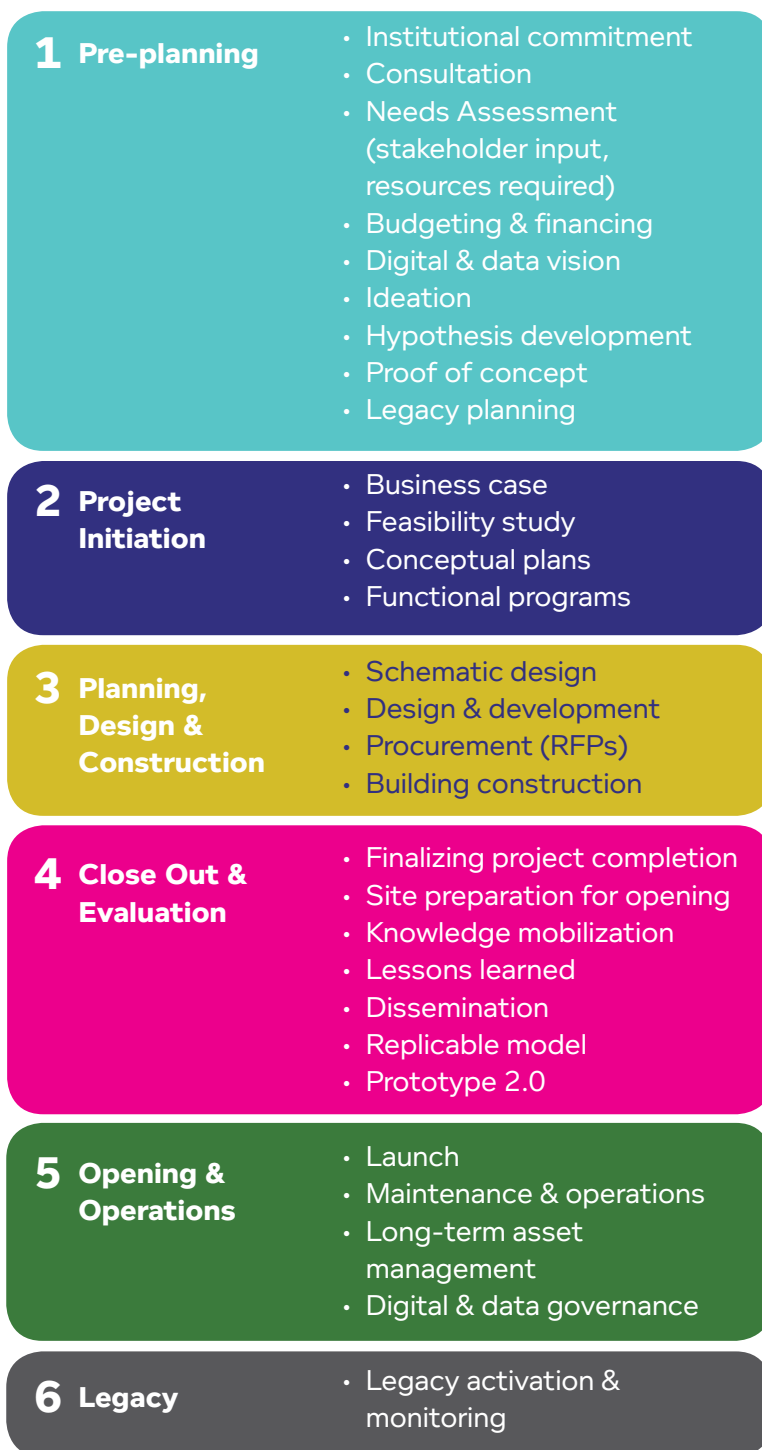 1 Pre-planning
• Institutional commitment
• Consultation
• Needs Assessment
(stakeholder input,
resources required)
• Budgeting & financing
• Digital & data vision
• Ideation
• Hypothesis development
• Proof of concept
• Legacy planning
2 Project
Initiation
• Business case
• Feasibility study
• Conceptual plans
• Functional programs
3 Planning,
Design &
Construction
• Schematic design
• Design & development
• Procurement (RFPs)
• Building construction
4 Close Out &
Evaluation
• Finalizing project completion
• Site preparation for opening
• Knowledge mobilization
• Lessons learned
• Dissemination
• Replicable model
• Prototype 2.0
5 Opening &
Operations
• Launch
• Maintenance & operations
• Long-term asset
management
• Digital & data governance
6 Legacy
• Legacy activation &
monitoring